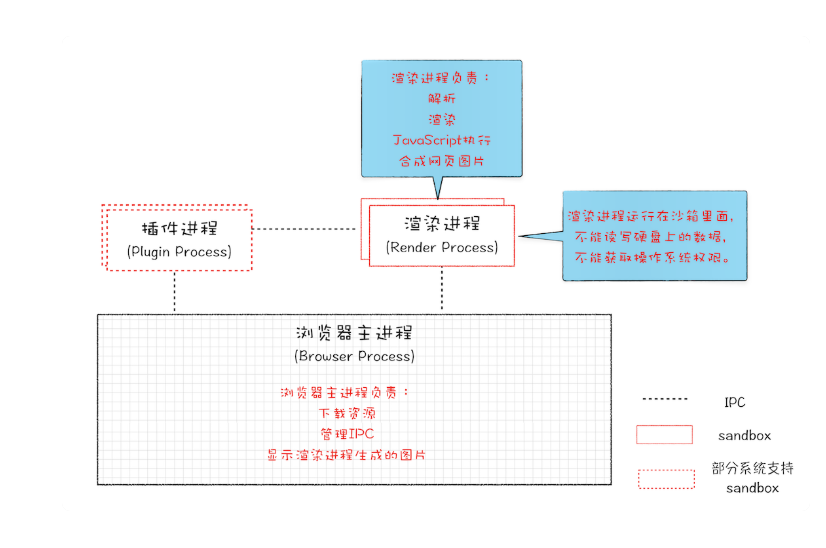 渲染进程负责：
解析
渲染
JavaScript执行
合成网页图片
插件进程
(Plugin Process)
渲染进程
(Render Process)
渲染进程运行在沙箱里面，
不能读写硬盘上的数据，
不能获取操作系统权限。
浏览器主进程
(Browser Process)
浏览器主进程负责：
下载资源
管理IPC
显示渲染进程生成的图片
IPC
sandbox
部分系统支持
sandbox